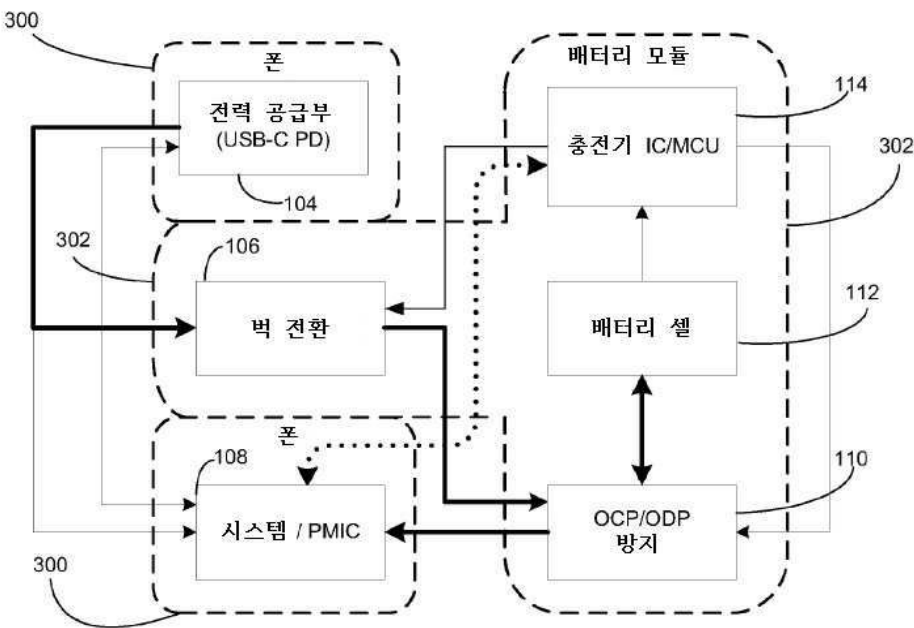 300
폰
전력 공급부
(USB-C PD)
104
배터리 모듈
114
충전기 IC/MCU
302
302
106
벅 전환
112
배터리 셀
폰
108
시스템 / PMIC
110
OCP/ODP
방지
300